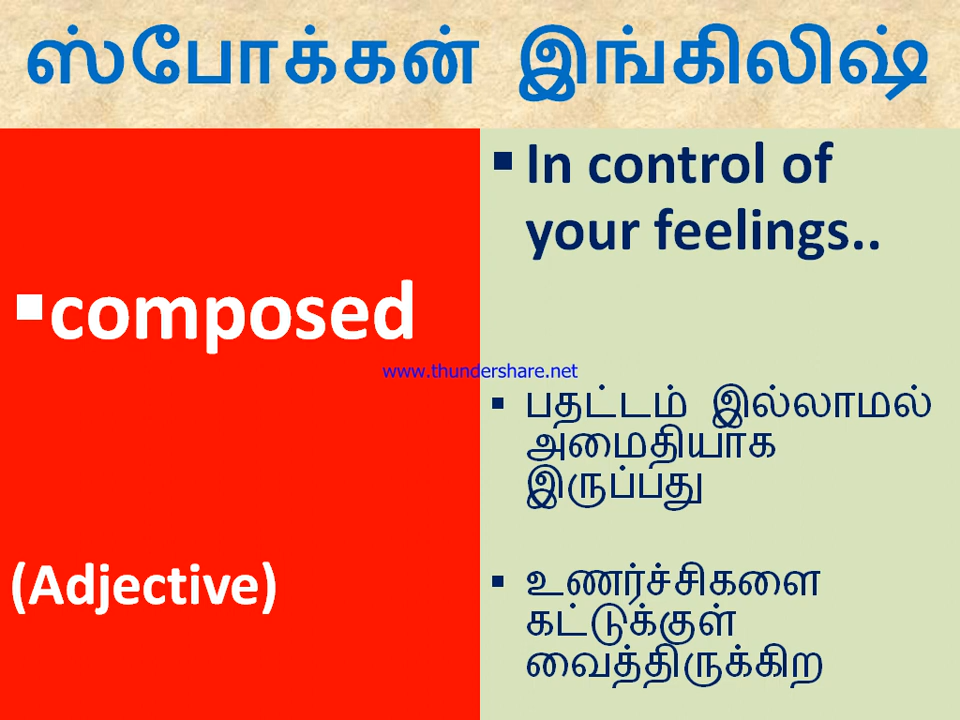 ஸ்போக்கன் இங்கிலிஷ்
▪composed
(Adjective)
▪ In control of
your feelings..
www.thundershare.net
▪ பதட்டம் இல்லாமல்
அமைதியாக
இருப்பது
▪ உணர்ச்சிகளை
கட்டுக்குள்
வைத்திருக்கிற